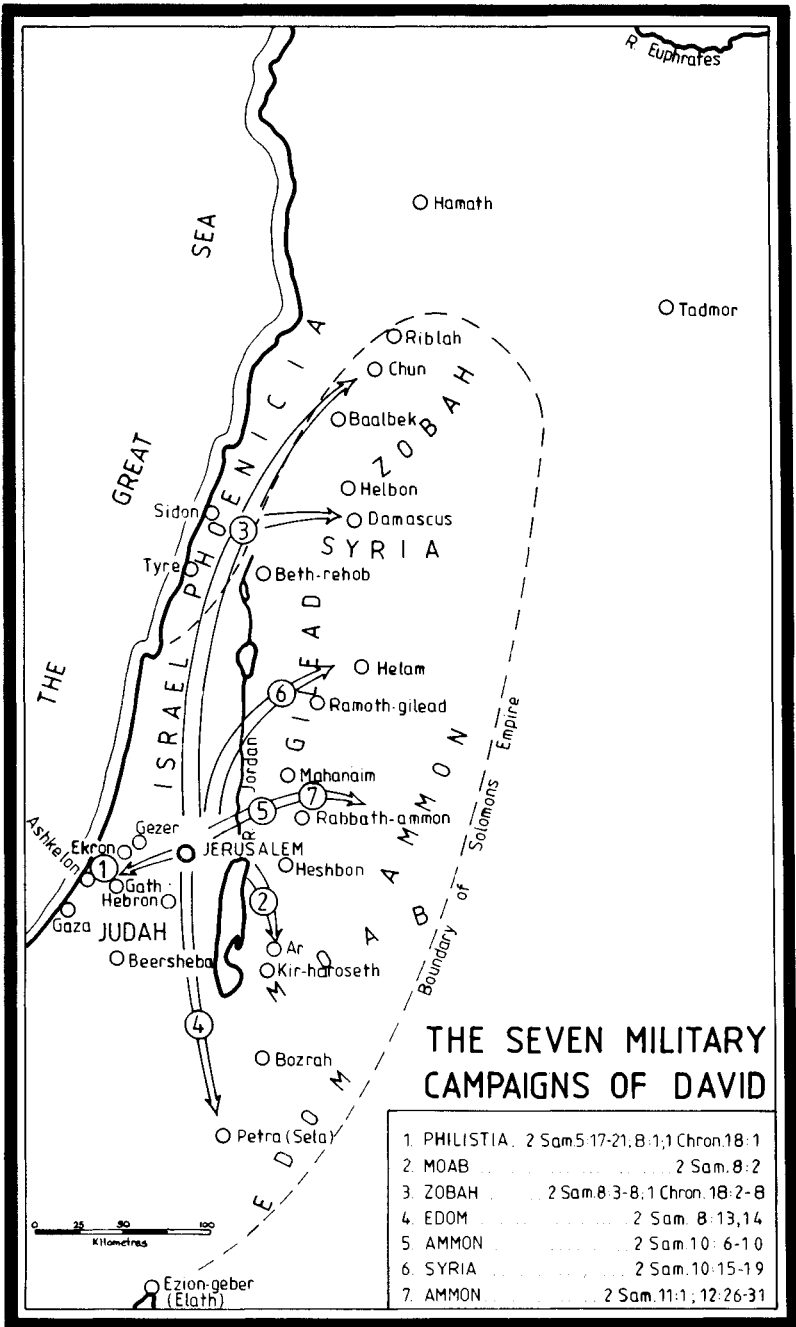 R. Euphrates
Hamath
SEA
Tadmor
PHOENICIA
Riblah
Chun
ZOBAH
Baalbek
GREAT
Helbon
Sidon
Damascus
3
SYRIA
Tyre
Beth-rehob
GILEAD
THE
ISRAEL
Helam
6
Ramoth-gilead
Boundary of Solomons Empire
AMMON
R. Jordan
Mahanaim
7
5
Rabbath-ammon
Gezer
Ekron
Ashkelon
JERUSALEM
1
Heshbon
Gath
Hebron
2
Gaza
JUDAH
MOAB
Ar
Beersheba
Kir-haroseth
4
Bozrah
EDOM
Petra (Sela)
0 25 50 100
Kilometres
Ezion-geber
(Elath)
THE SEVEN MILITARY
CAMPAIGNS OF DAVID
1. PHILISTIA. 2 Sam.5:17-21; 8:1; 1 Chron.18:1
2. MOAB .......... 2 Sam.8:2
3. ZOBAH ....... 2 Sam.8:3-8; 1 Chron. 18:2-8
4. EDOM .......... 2 Sam. 8:13,14
5. AMMON .......... 2 Sam.10: 6-10
6. SYRIA .......... 2 Sam.10:15-19
7. AMMON .......... 2 Sam.11:1; 12:26-31